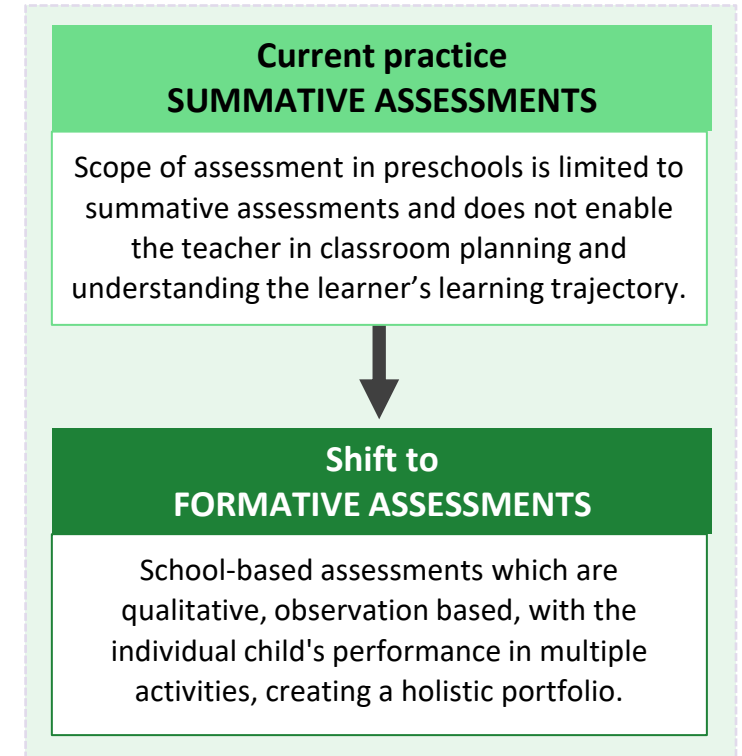 Current practice
SUMMATIVE ASSESSMENTS
Scope of assessment in preschools is limited to
summative assessments and does not enable
the teacher in classroom planning and
understanding the learner’s learning trajectory.
Shift to
FORMATIVE ASSESSMENTS
School-based assessments which are
qualitative, observation based, with the
individual child's performance in multiple
activities, creating a holistic portfolio.